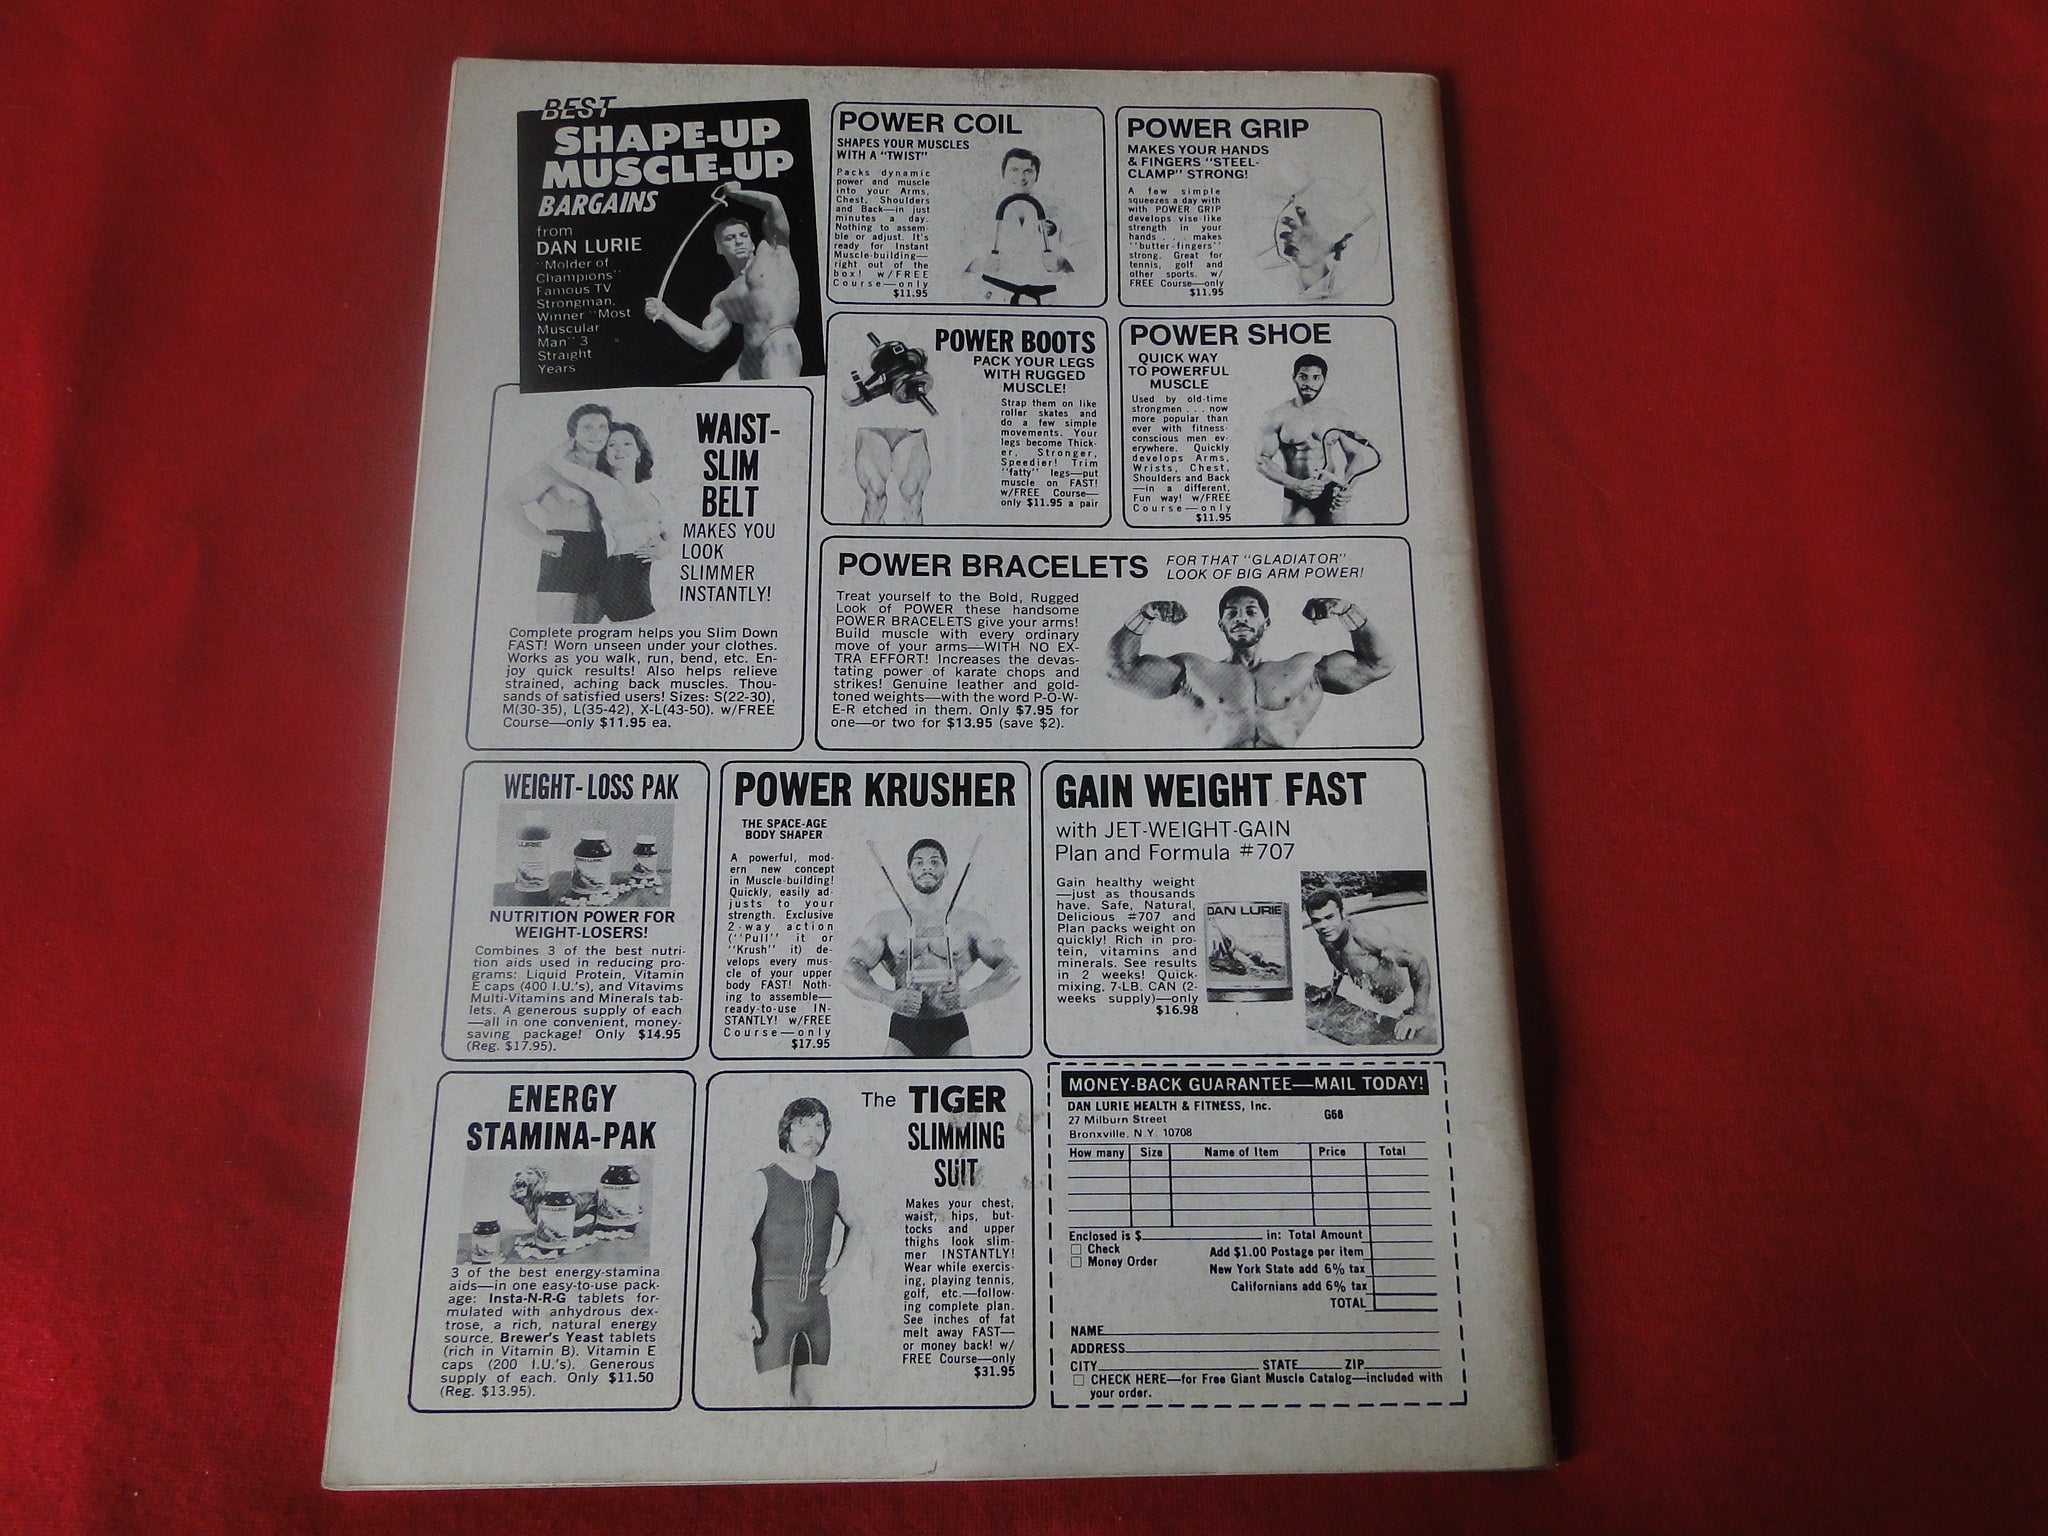 BEST
SHAPE-UP
MUSCLE-UP
BARGAINS
from
DAN LURIE
"Molder of
Champions"
Famous TV
Strongman,
Winner "Most
Muscular
Man" 3
Straight
Years
POWER COIL
SHAPES YOUR MUSCLES
WITH A "TWIST"
Packs dynamic
power and muscle
into your Arms,
Chest, Shoulders
and Back—in just
minutes a day.
Nothing to assem-
ble or adjust. It's
ready for Instant
Muscle-building—
right out of the
box! w/FREE
Course—only
$11.95
POWER GRIP
MAKES YOUR HANDS
& FINGERS "STEEL-
CLAMP" STRONG!
A few simple
squeezes a day with
with POWER GRIP
develops vise-like
strength in your
hands . . . makes
"butter-fingers"
strong. Great for
tennis, golf and
other sports. w/
FREE Course—only
$11.95
POWER BOOTS
PACK YOUR LEGS
WITH RUGGED
MUSCLE!
Strap them on like
roller skates and
do a few simple
movements. Your
legs become Thick-
er, Stronger,
Speedier! Trim
"fatty" legs—put
muscle on FAST!
w/FREE Course—
only $11.95 a pair
POWER SHOE
QUICK WAY
TO POWERFUL
MUSCLE
Used by old-time
strongmen . . . now
more popular than
ever with fitness-
conscious men ev-
erywhere. Quickly
develops Arms,
Wrists, Chest,
Shoulders and Back
—in a different,
Fun way! w/FREE
Course—only
$11.95
WAIST-
SLIM
BELT
MAKES YOU
LOOK
SLIMMER
INSTANTLY!
Complete program helps you Slim Down
FAST! Worn unseen under your clothes.
Works as you walk, run, bend, etc. En-
joy quick results! Also helps relieve
strained, aching back muscles. Thou-
sands of satisfied users! Sizes: S(22-30),
M(30-35), L(35-42), X-L(43-50). w/FREE
Course—only $11.95 ea.
POWER BRACELETS
FOR THAT "GLADIATOR"
LOOK OF BIG ARM POWER!
Treat yourself to the Bold, Rugged
Look of POWER these handsome
POWER BRACELETS give your arms!
Build muscle with every ordinary
move of your arms—WITH NO EX-
TRA EFFORT! Increases the devas-
tating power of karate chops and
strikes! Genuine leather and gold-
toned weights—with the word P-O-W-
E-R etched in them. Only $7.95 for
one—or two for $13.95 (save $2).
WEIGHT-LOSS PAK
LURIE
DAN LURIE
NUTRITION POWER FOR
WEIGHT-LOSERS!
Combines 3 of the best nutri-
tion aids used in reducing pro-
grams: Liquid Protein, Vitamin
E caps (400 I.U.'s), and Vitavims
Multi-Vitamins and Minerals tab-
lets. A generous supply of each
—all in one convenient, money-
saving package! Only $14.95
(Reg. $17.95).
POWER KRUSHER
THE SPACE-AGE
BODY SHAPER
A powerful, mod-
ern new concept
in Muscle-building!
Quickly, easily ad-
justs to your
strength. Exclusive
2-way action
("Pull" it or
"Krush" it) de-
velops every mus-
cle of your upper
body FAST! Noth-
ing to assemble—
ready-to-use IN-
STANTLY! w/FREE
Course—only
$17.95
GAIN WEIGHT FAST
with JET-WEIGHT-GAIN
Plan and Formula #707
Gain healthy weight
—just as thousands
have. Safe, Natural,
Delicious #707 and
Plan packs weight on
quickly! Rich in pro-
tein, vitamins and
minerals. See results
in 2 weeks! Quick-
mixing, 7-LB. CAN (2-
weeks supply)—only
$16.98
DAN LURIE
ENERGY
STAMINA-PAK
DAN LURIE
DAN LURIE
3 of the best energy-stamina
aids—in one easy-to-use pack-
age: Insta-N-R-G tablets for-
mulated with anhydrous dex-
trose, a rich, natural energy
source. Brewer's Yeast tablets
(rich in Vitamin B). Vitamin E
caps (200 I.U.'s). Generous
supply of each. Only $11.50
(Reg. $13.95).
The TIGER
SLIMMING
SUIT
Makes your chest,
waist, hips, but-
tocks and upper
thighs look slim-
mer INSTANTLY!
Wear while exercis-
ing, playing tennis,
golf, etc.—follow-
ing complete plan.
See inches of fat
melt away FAST—
or money back! w/
FREE Course—only
$31.95
MONEY-BACK GUARANTEE—MAIL TODAY!
DAN LURIE HEALTH & FITNESS, Inc.
G68
27 Milburn Street
Bronxville, N.Y. 10708
How many Size Name of Item Price Total
Enclosed is $ in: Total Amount
□ Check
Add $1.00 Postage per item
□ Money Order
New York State add 6% tax
Californians add 6% tax
TOTAL
NAME
ADDRESS
CITY STATE ZIP
□ CHECK HERE—for Free Giant Muscle Catalog—included with
your order.